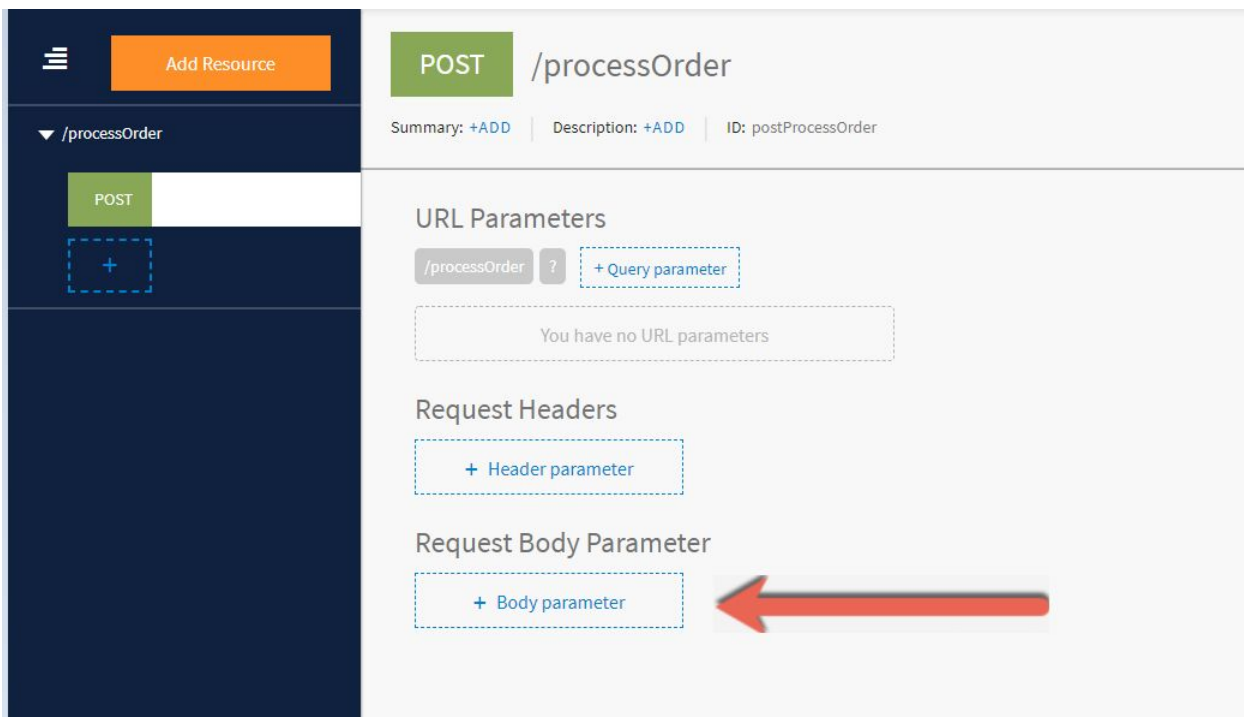 Add Resource
/processOrder
POST
+
POST /processOrder
Summary: +ADD Description: +ADD ID: postProcessOrder
URL Parameters
/processOrder ? + Query parameter
You have no URL parameters
Request Headers
+ Header parameter
Request Body Parameter
+ Body parameter